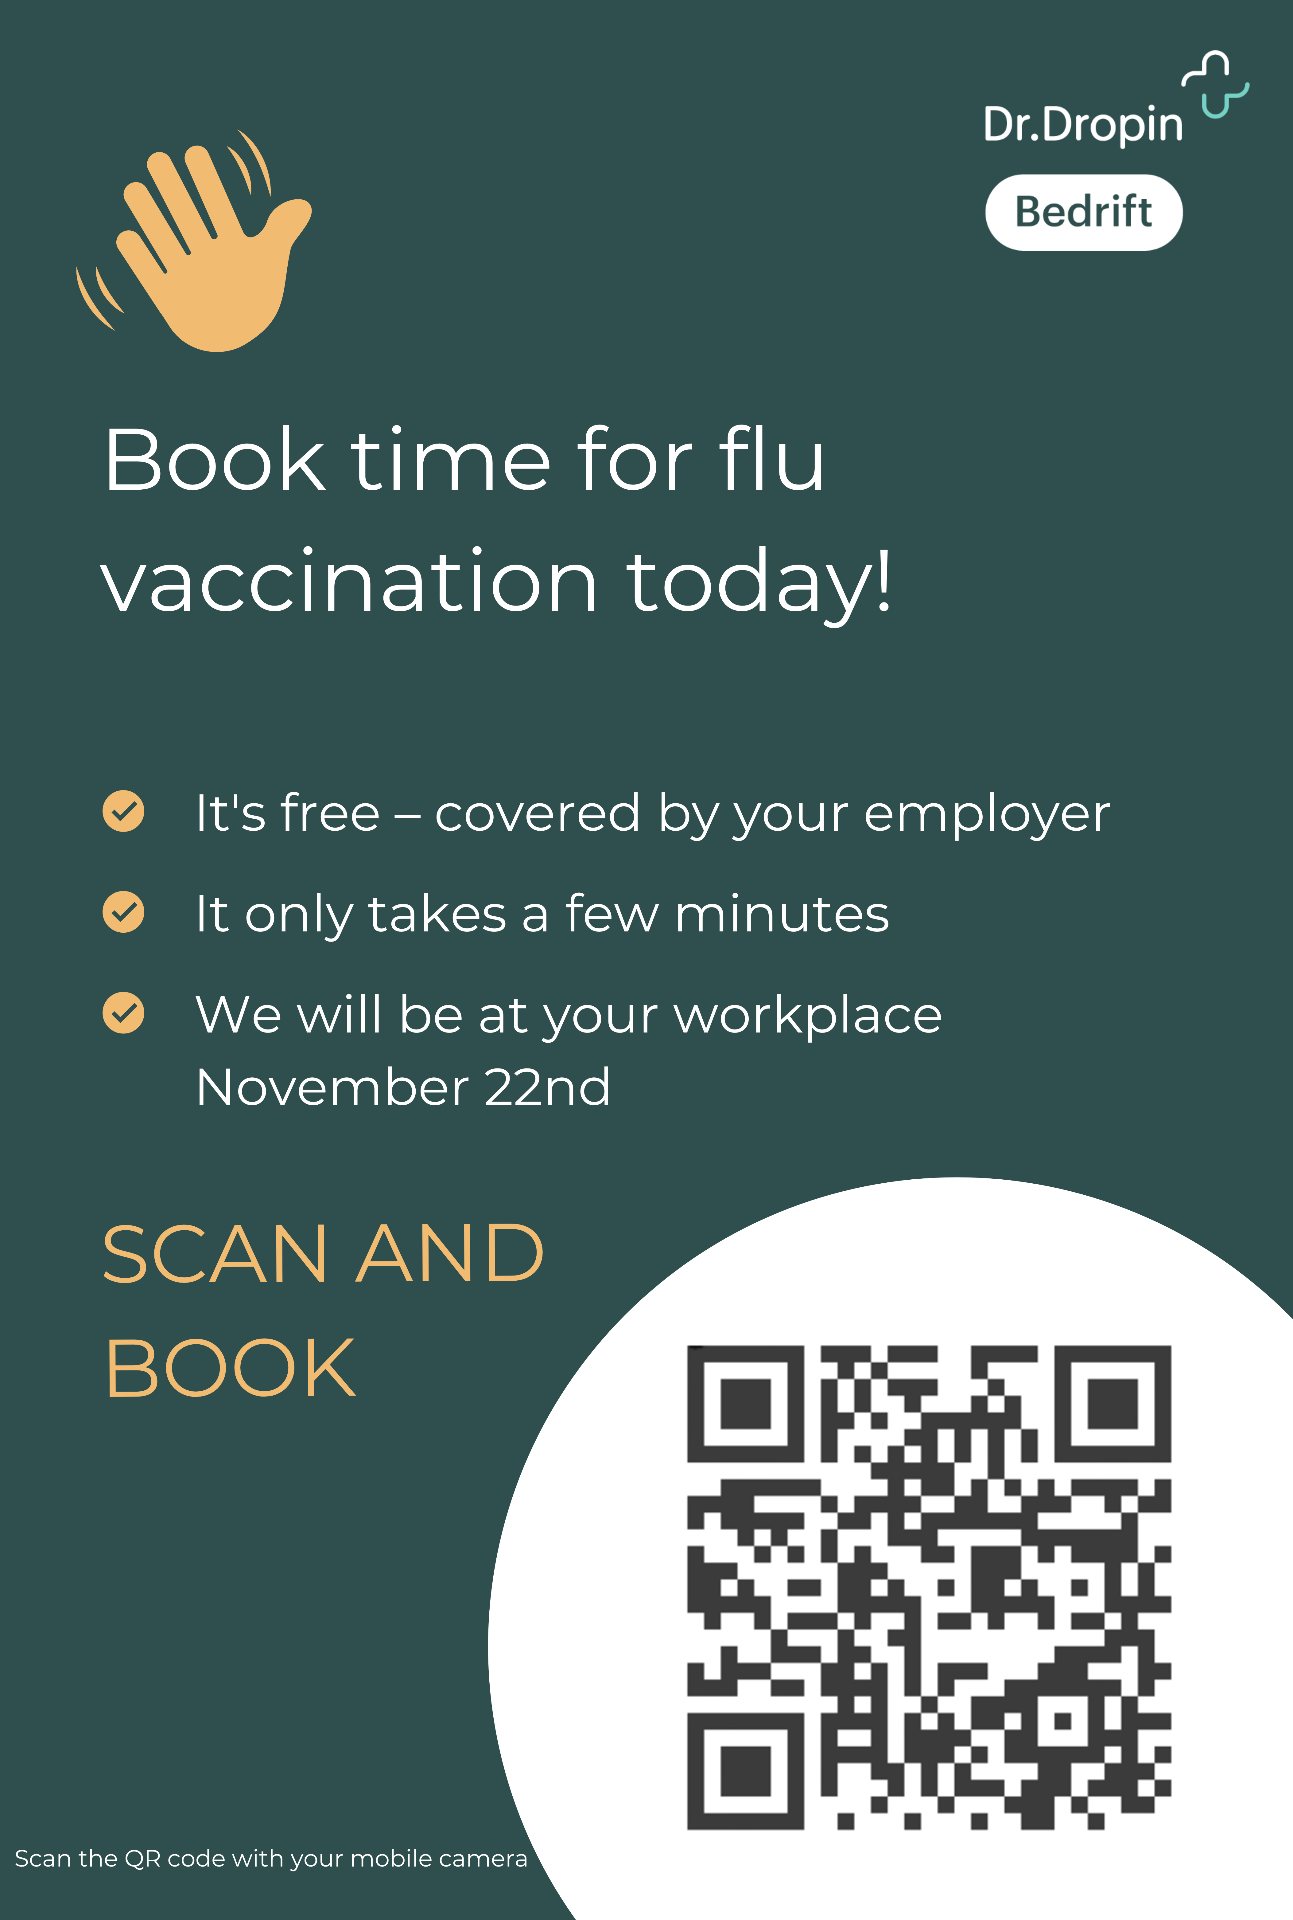 Dr.Dropin
Bedrift
Book time for flu
vaccination today!
It's free – covered by your employer
It only takes a few minutes
We will be at your workplace
November 22nd
SCAN AND
BOOK
Scan the QR code with your mobile camera